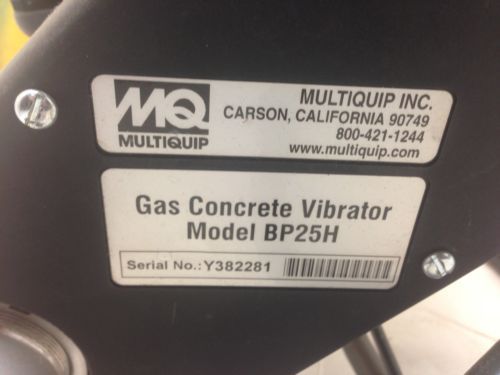 MQ
MULTIQUIP
MULTIQUIP INC.
CARSON, CALIFORNIA 90749
800-421-1244
www.multiquip.com
Gas Concrete Vibrator
Model BP25H
Serial No.: Y382281